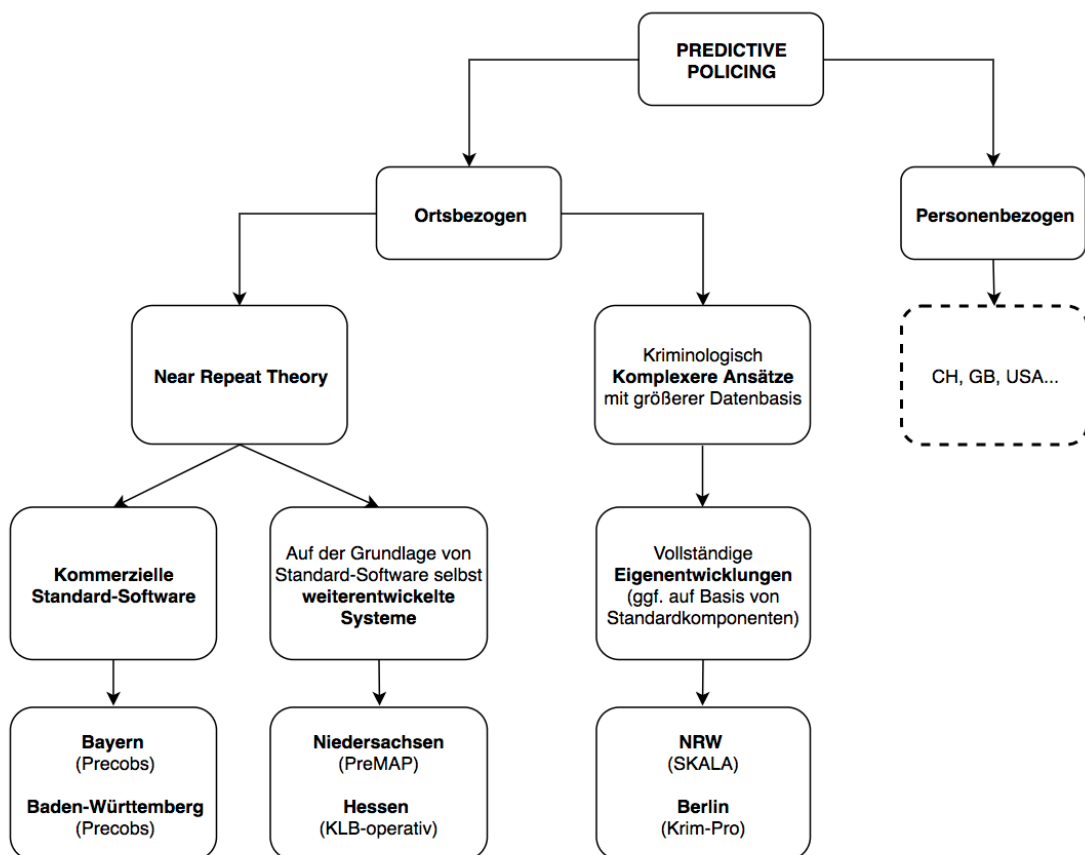 PREDICTIVE
POLICING
Ortsbezogen
Personenbezogen
Near Repeat Theory
Kriminologisch
Komplexere Ansätze
mit größerer Datenbasis
CH, GB, USA...
Kommerzielle
Standard-Software
Auf der Grundlage von
Standard-Software selbst
weiterentwickelte
Systeme
Vollständige
Eigenentwicklungen
(ggf. auf Basis von
Standardkomponenten)
Bayern
(Precobs)
Baden-Württemberg
(Precobs)
Niedersachsen
(PreMAP)
Hessen
(KLB-operativ)
NRW
(SKALA)
Berlin
(Krim-Pro)